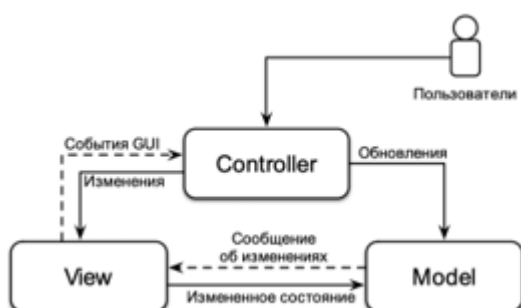 Пользователи
События GUI
Controller
Обновления
Изменения
Сообщение
об изменениях
View
Model
Измененное состояние